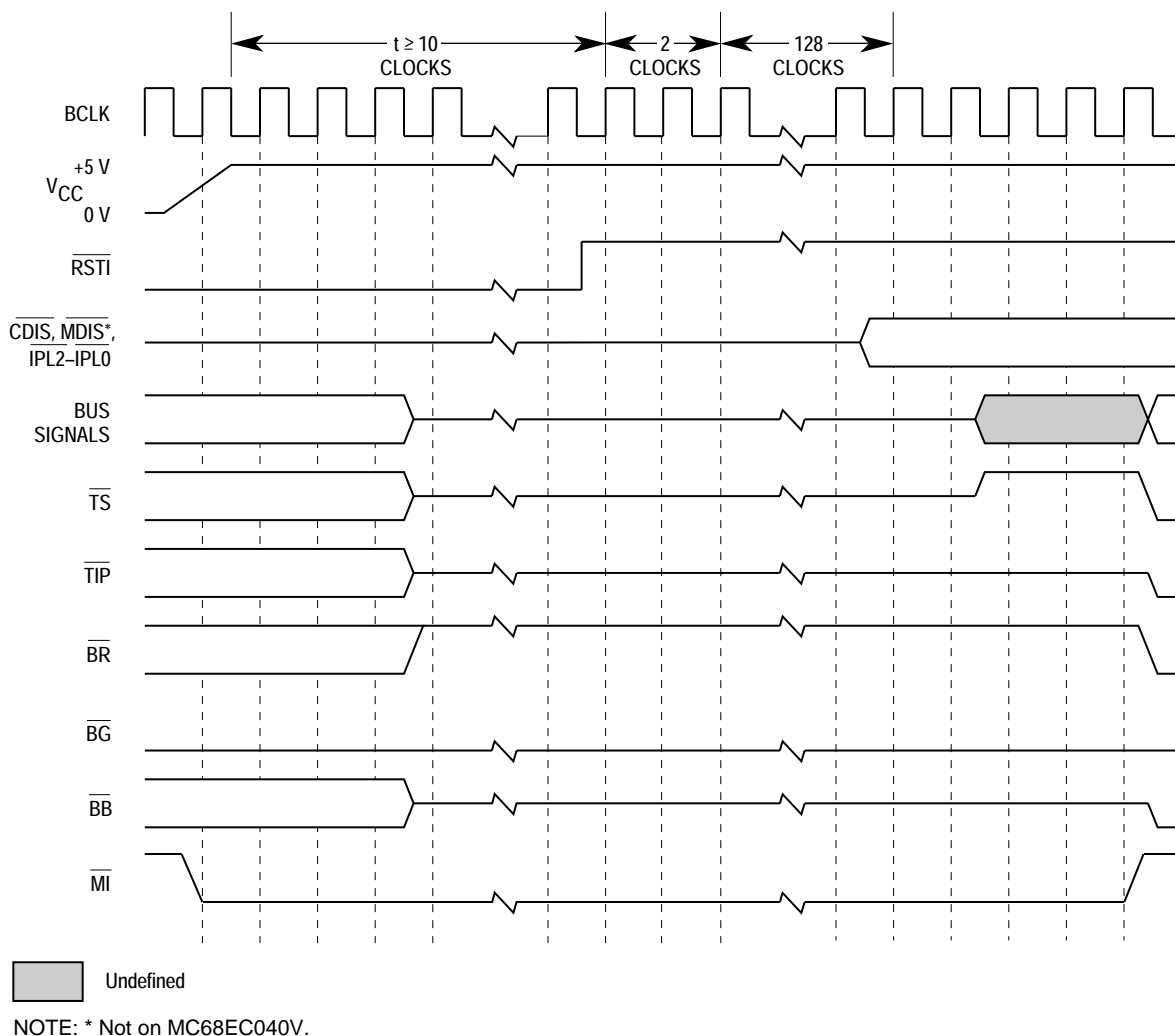 t ≥ 10
CLOCKS
2
CLOCKS
128
CLOCKS
BCLK
+5 V
VCC
0 V
RSTI
CDIS, MDIS*,
IPL2–IPL0
BUS
SIGNALS
TS
TIP
BR
BG
BB
MI
Undefined
NOTE: * Not on MC68EC040V.